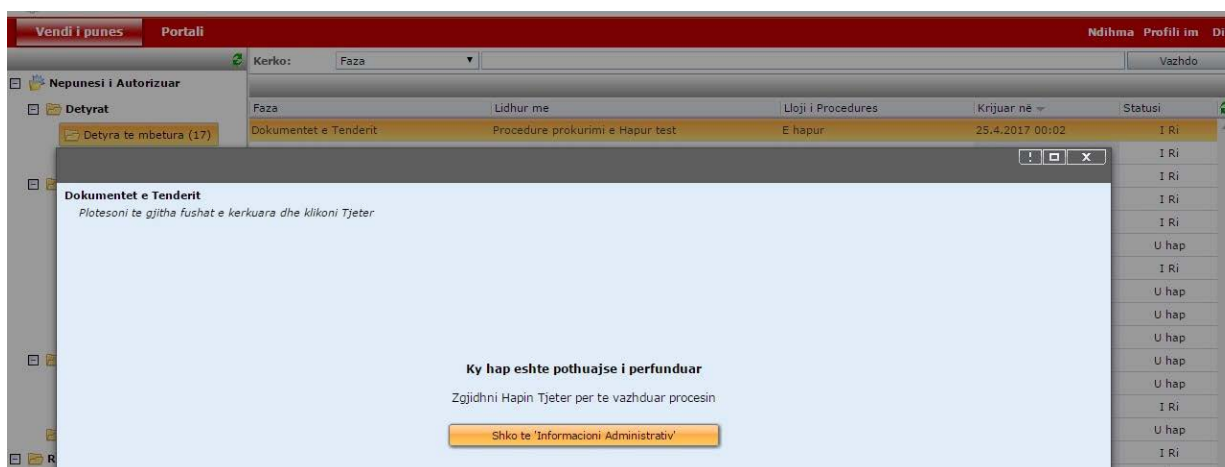 Vendi i punes Portali Ndihma Profili im
Kerko: Faza Vazhdo
Nepunesi i Autorizuar
Detyrat
Faza Lidhur me Lloji i Procedures Krijuar në Statusi
Detyra te mbetura (17) Dokumentet e Tenderit Procedure prokurimi e Hapur test E hapur 25.4.2017 00:02 I Ri
! X I Ri
I Ri
Dokumentet e Tenderit I Ri
Plotesoni te gjitha fushat e kerkuara dhe klikoni Tjeter I Ri
U hap
I Ri
U hap
U hap
U hap
Ky hap eshte pothuajse i perfunduar U hap
Zgjidhni Hapin Tjeter per te vazhduar procesin U hap
I Ri
Shko te 'Informacioni Administrativ' U hap
R I Ri